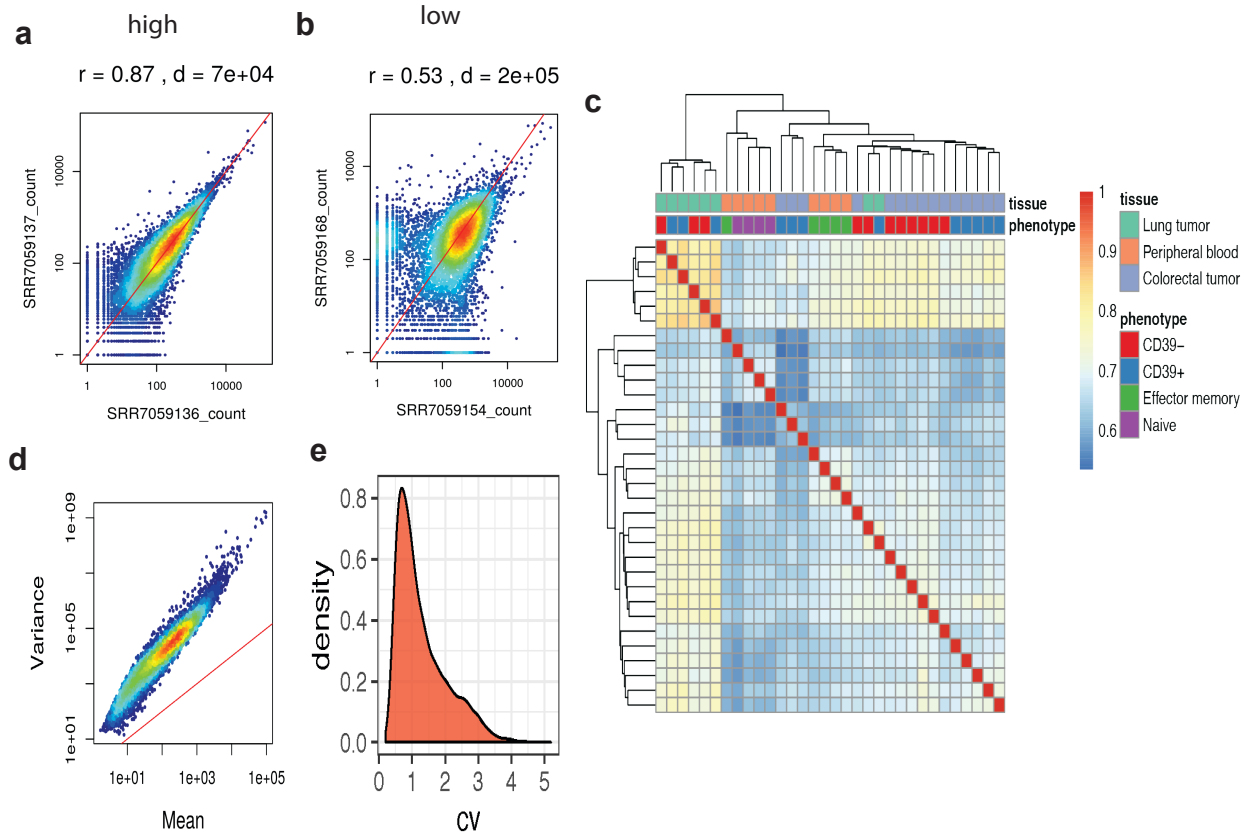 a
high
r = 0.87 , d = 7e+04
SRR7059137_count
10000
100
1
1
100
10000
SRR7059136_count
b
low
r = 0.53 , d = 2e+05
SRR7059168_count
10000
100
1
1
100
10000
SRR7059154_count
c
tissue
phenotype
1
0.9
0.8
0.7
0.6
tissue
Lung tumor
Peripheral blood
Colorectal tumor
phenotype
CD39−
CD39+
Effector memory
Naive
d
Variance
1e+09
1e+05
1e+01
1e+01
1e+03
1e+05
Mean
e
density
0.8
0.6
0.4
0.2
0.0
0
1
2
3
4
5
CV